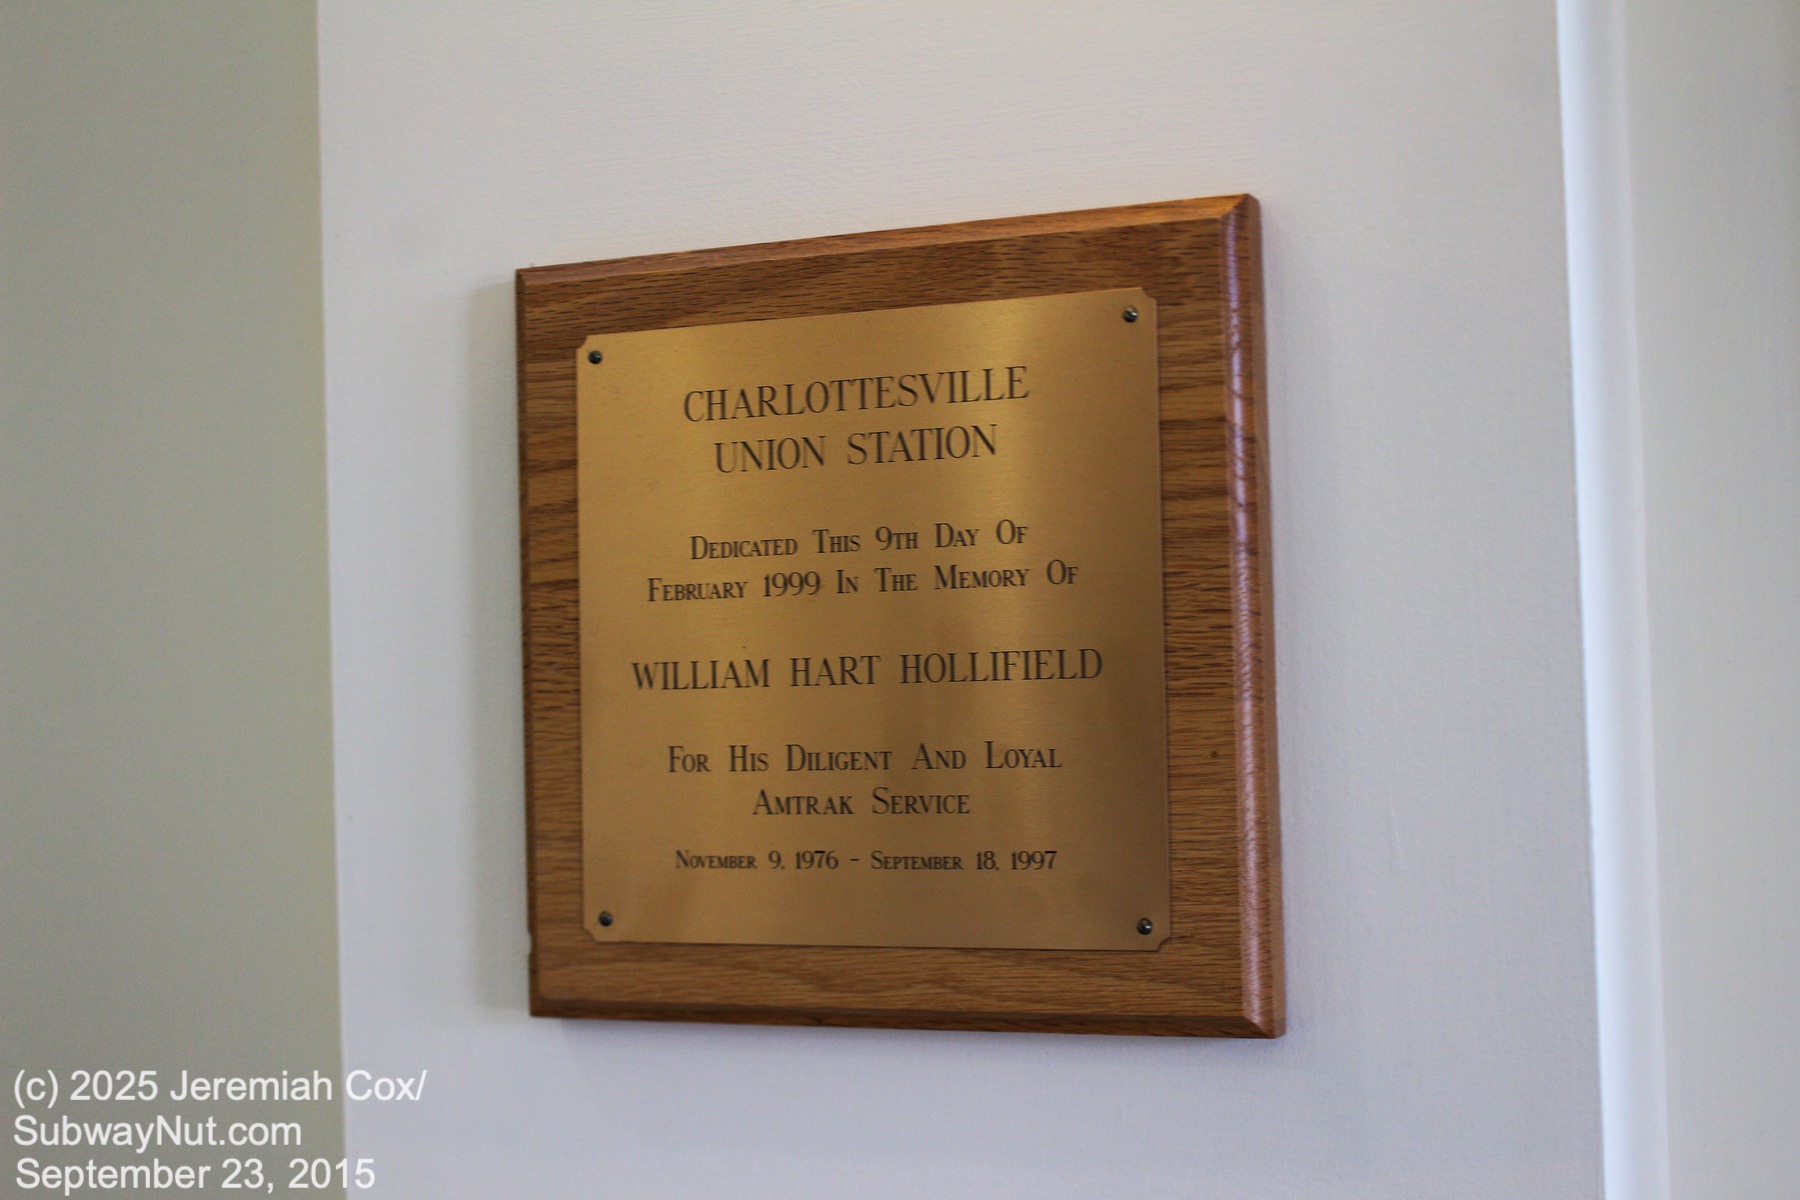 CHARLOTTESVILLE
UNION STATION
DEDICATED THIS 9TH DAY OF
FEBRUARY 1999 IN THE MEMORY OF
WILLIAM HART HOLLIFIELD
FOR HIS DILIGENT AND LOYAL
AMTRAK SERVICE
NOVEMBER 9, 1976 - SEPTEMBER 18, 1997
(c) 2025 Jeremiah Cox/
SubwayNut.com
September 23, 2015